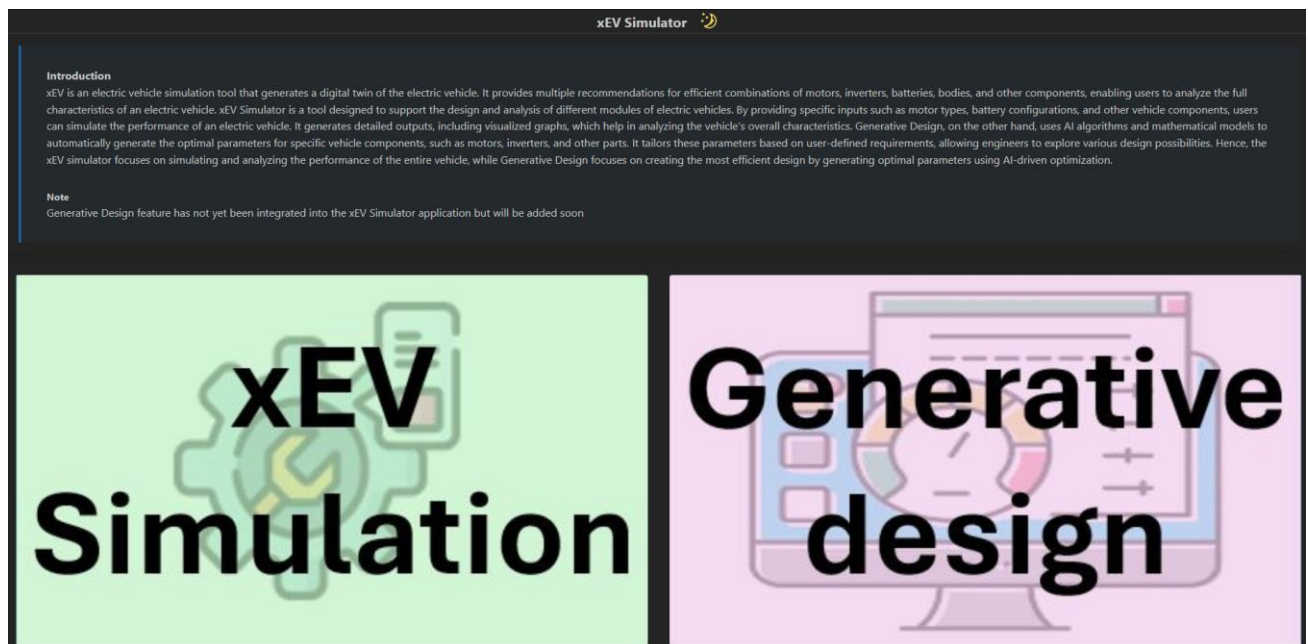 xEV Simulator
Introduction
xEV is an electric vehicle simulation tool that generates a digital twin of the electric vehicle. It provides multiple recommendations for efficient combinations of motors, inverters, batteries, bodies, and other components, enabling users to analyze the full
characteristics of an electric vehicle. xEV Simulator is a tool designed to support the design and analysis of different modules of electric vehicles. By providing specific inputs such as motor types, battery configurations, and other vehicle components, users
can simulate the performance of an electric vehicle. It generates detailed outputs, including visualized graphs, which help in analyzing the vehicle's overall characteristics. Generative Design, on the other hand, uses AI algorithms and mathematical models to
automatically generate the optimal parameters for specific vehicle components, such as motors, inverters, and other parts. It tailors these parameters based on user-defined requirements, allowing engineers to explore various design possibilities. Hence, the
xEV simulator focuses on simulating and analyzing the performance of the entire vehicle, while Generative Design focuses on creating the most efficient design by generating optimal parameters using AI-driven optimization.
Note
Generative Design feature has not yet been integrated into the xEV Simulator application but will be added soon
xEV
Simulation
Generative
design